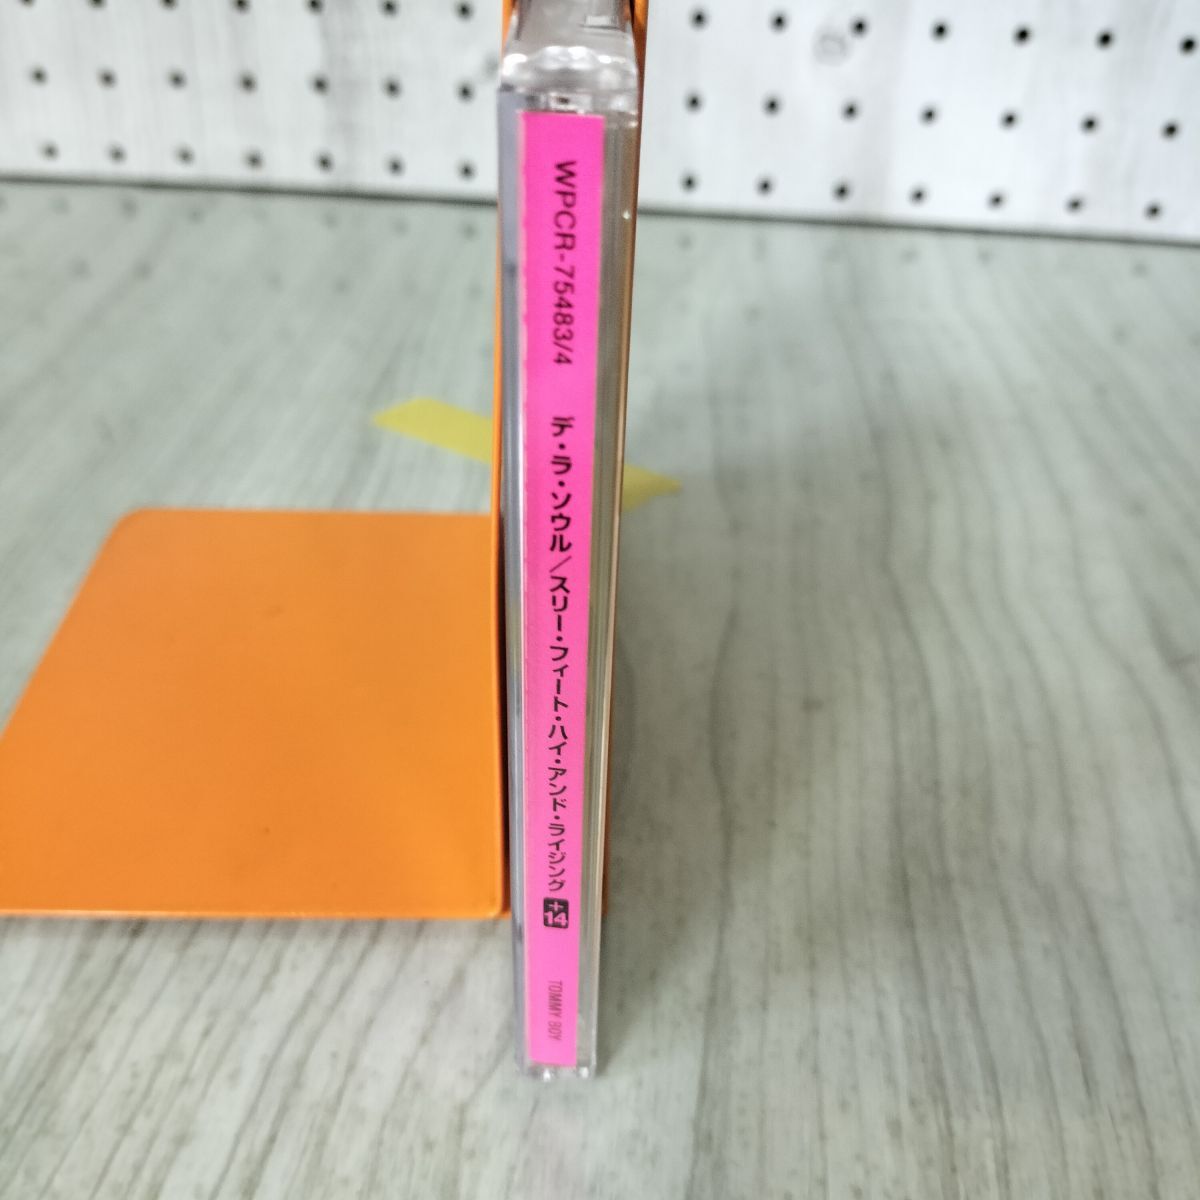 WPCR-75483/4 デ・ラ・ソウル/スリー・フィート・ハイ・アンド・ライジング +14 TOMMY BOY